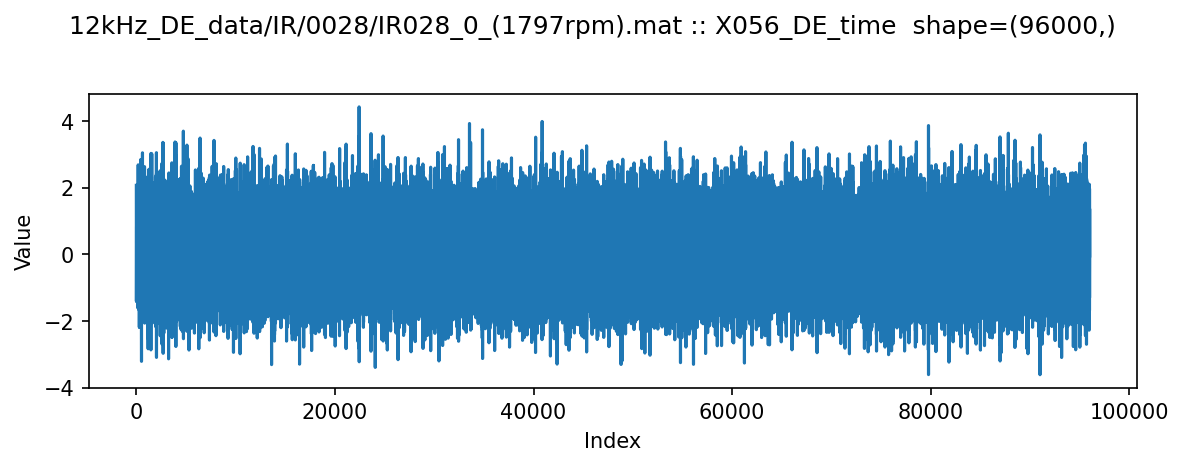 12kHz_DE_data/IR/0028/IR028_0_(1797rpm).mat :: X056_DE_time  shape=(96000,)
4
2
0
−2
−4
Value
0 20000 40000 60000 80000 100000
Index